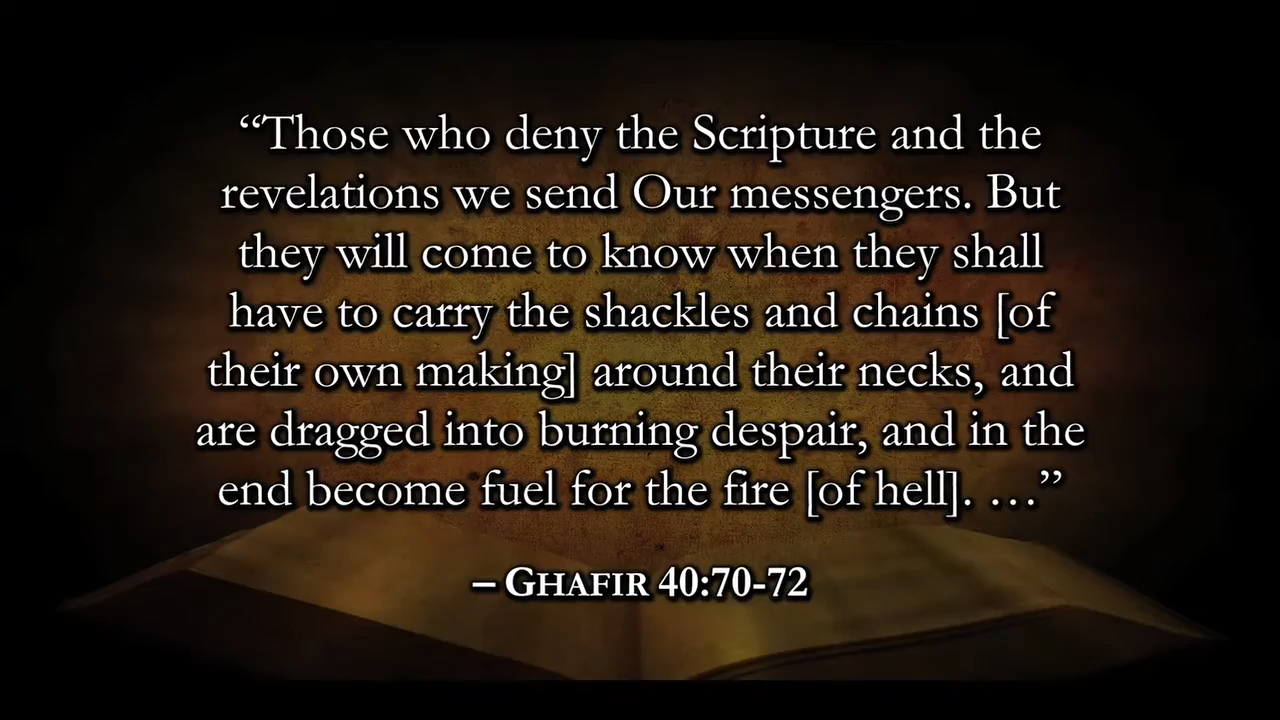 “Those who deny the Scripture and the
revelations we send Our messengers. But
they will come to know when they shall
have to carry the shackles and chains [of
their own making] around their necks, and
are dragged into burning despair, and in the
end become fuel for the fire [of hell]. …”
– GHAFIR 40:70-72